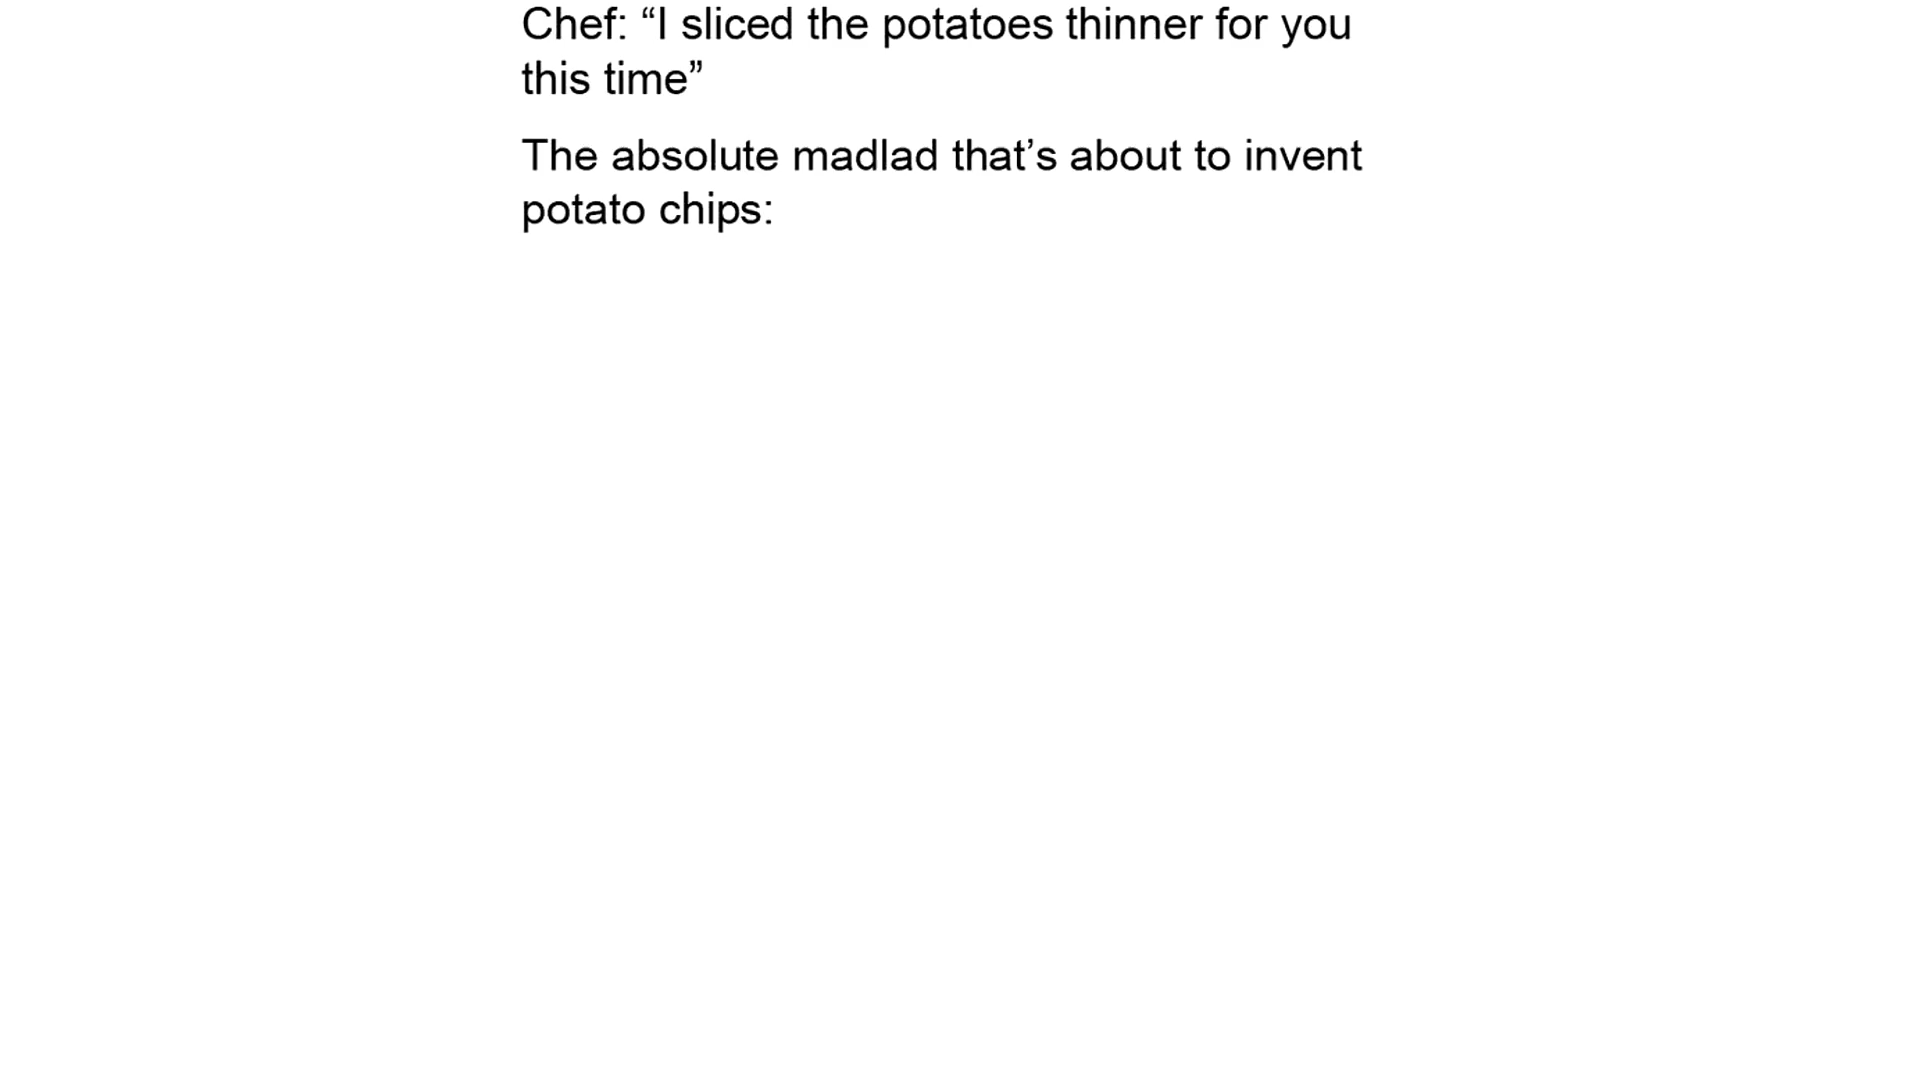 Chef: “I sliced the potatoes thinner for you
this time”
The absolute madlad that’s about to invent
potato chips: